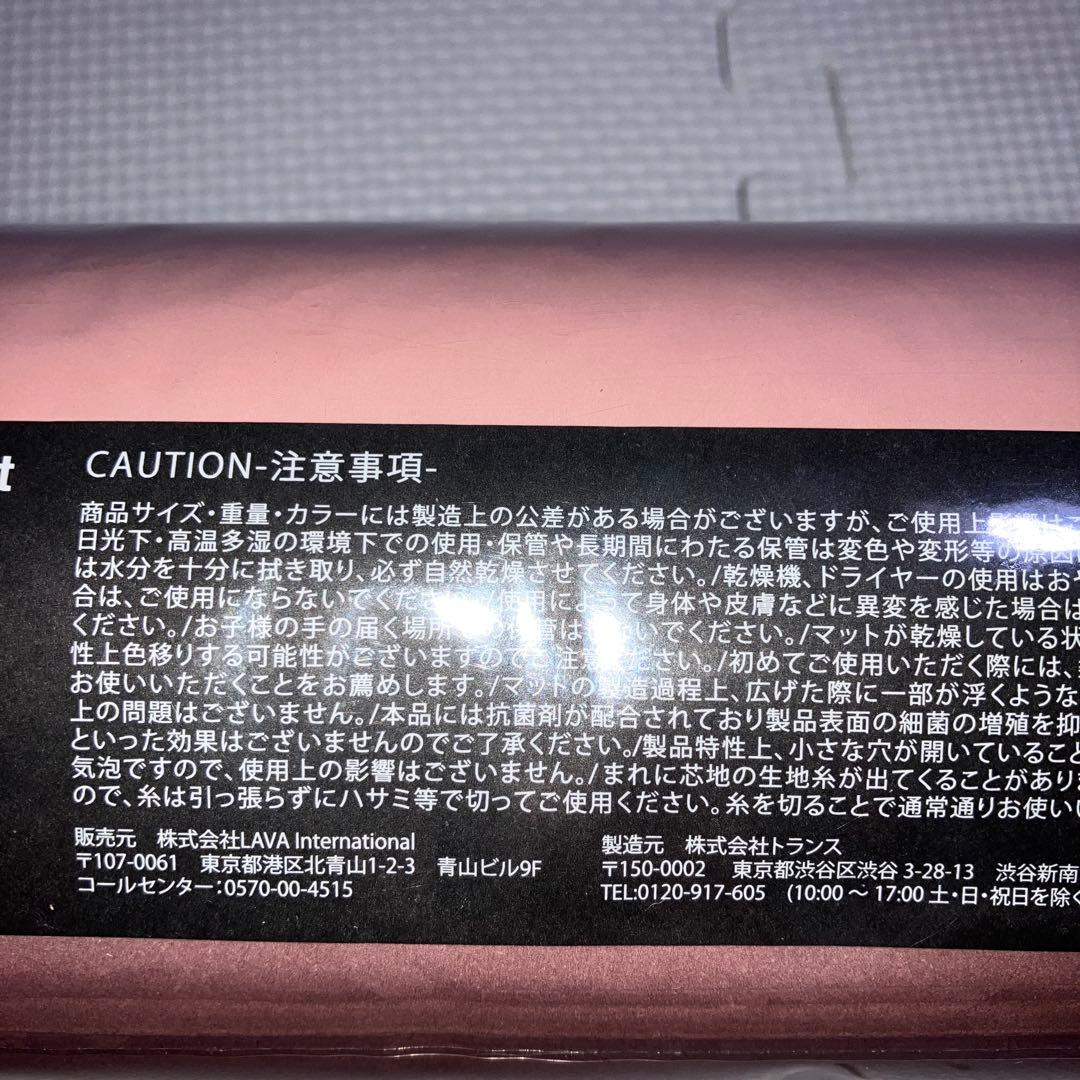 t
CAUTION-注意事項-
商品サイズ・重量・カラーには製造上の公差がある場合がございますが、ご使用上影響は
日光下・高温多湿の環境下での使用・保管や長期間にわたる保管は変色や変形等の原因
は水分を十分に拭き取り、必ず自然乾燥させてください。/乾燥機、ドライヤーの使用はおや
合は、ご使用にならないでください。/使用によって身体や皮膚などに異変を感じた場合は
ください。/お子様の手の届く場所での保管はしないでください。/マットが乾燥している状
性上色移りする可能性がございますのでご注意ください。/初めてご使用いただく際には、
お使いいただくことをお薦めします。/マットの製造過程上、広げた際に一部が浮くような
上の問題はございません。/本品には抗菌剤が配合されており製品表面の細菌の増殖を抑
といった効果はございませんのでご了承ください。/製品特性上、小さな穴が開いていること
気泡ですので、使用上の影響はございません。/まれに芯地の生地糸が出てくることがあり
ので、糸は引っ張らずにハサミ等で切ってご使用ください。糸を切ることで通常通りお使い
販売元 株式会社LAVA International
〒107-0061 東京都港区北青山1-2-3 青山ビル9F
コールセンター：0570-00-4515
製造元 株式会社トランス
〒150-0002 東京都渋谷区渋谷 3-28-13 渋谷新南
TEL:0120-917-605 (10:00 ～ 17:00 土・日・祝日を除く